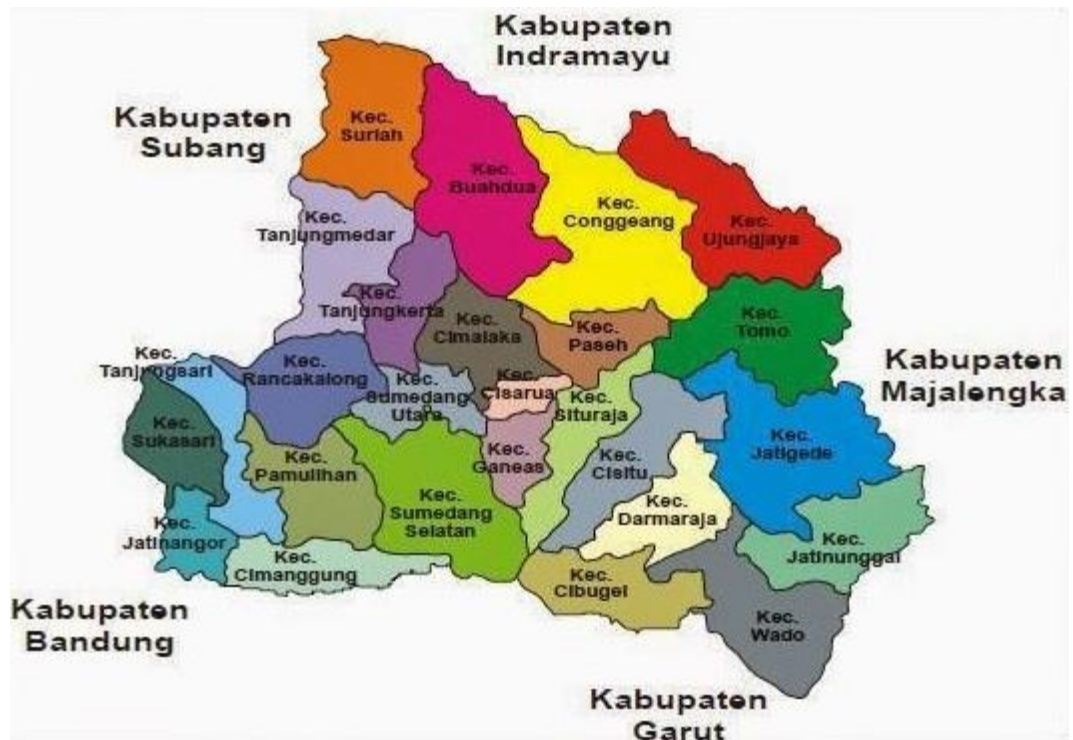 Kabupaten
Indramayu
Kabupaten
Subang
Kec.
Suriah
Kec.
Buahdua
Kec.
Conggeang
Kec.
Ujungjaya
Kec.
Tanjungmedar
Kec.
Tanjungkerta
Kec.
Cimalaka
Kec.
Paseh
Kec.
Tomo
Kabupaten
Majalengka
Kec.
Tanjungsari
Kec.
Rancakalong
Kec.
Sumedang
Utara
Kec.
Cisarua
Kec.
Situraja
Kec.
Sukasari
Kec.
Pamulihan
Kec.
Ganeas
Kec.
Cisitu
Kec.
Jatigede
Kec.
Sumedang
Selatan
Kec.
Darmaraja
Kec.
Jatinangor
Kec.
Cimanggung
Kec.
Jatinunggal
Kec.
Cibugel
Kec.
Wado
Kabupaten
Bandung
Kabupaten
Garut